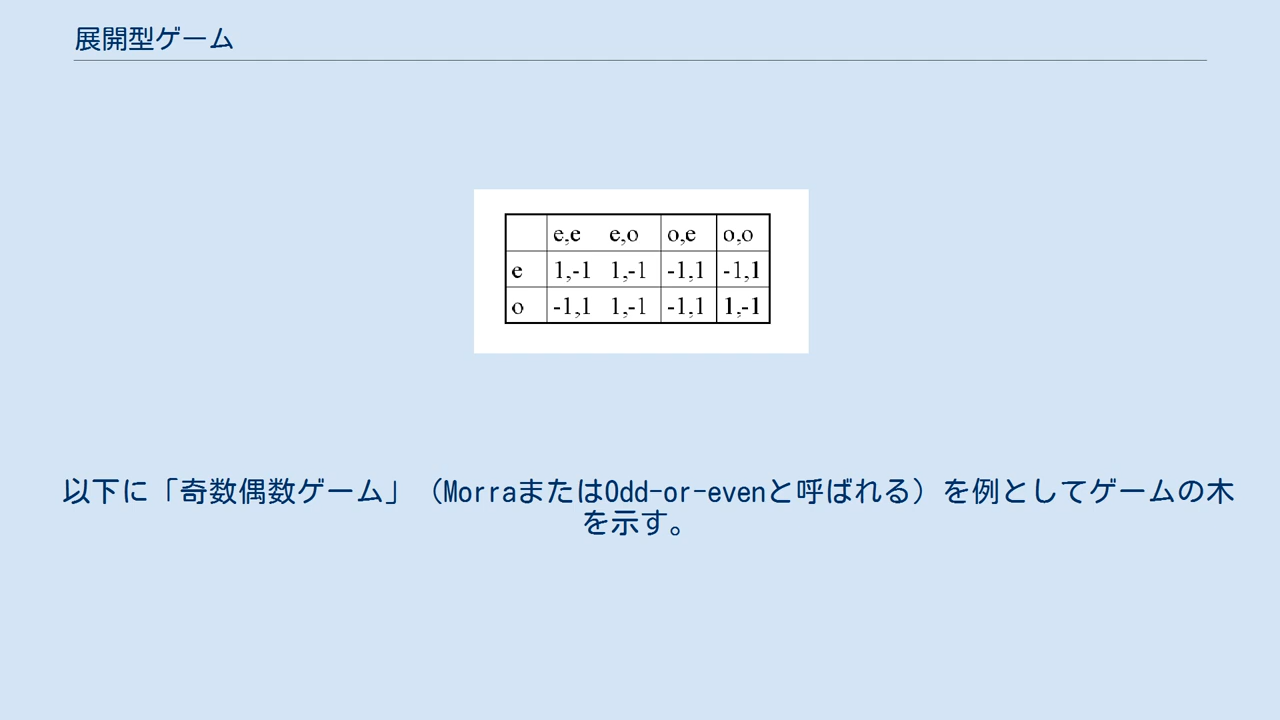 展開型ゲーム
e,e e,o o,e o,o
e 1,-1 1,-1 -1,1 -1,1
o -1,1 1,-1 -1,1 1,-1
以下に「奇数偶数ゲーム」（MorraまたはOdd-or-evenと呼ばれる）を例としてゲームの木
を示す。